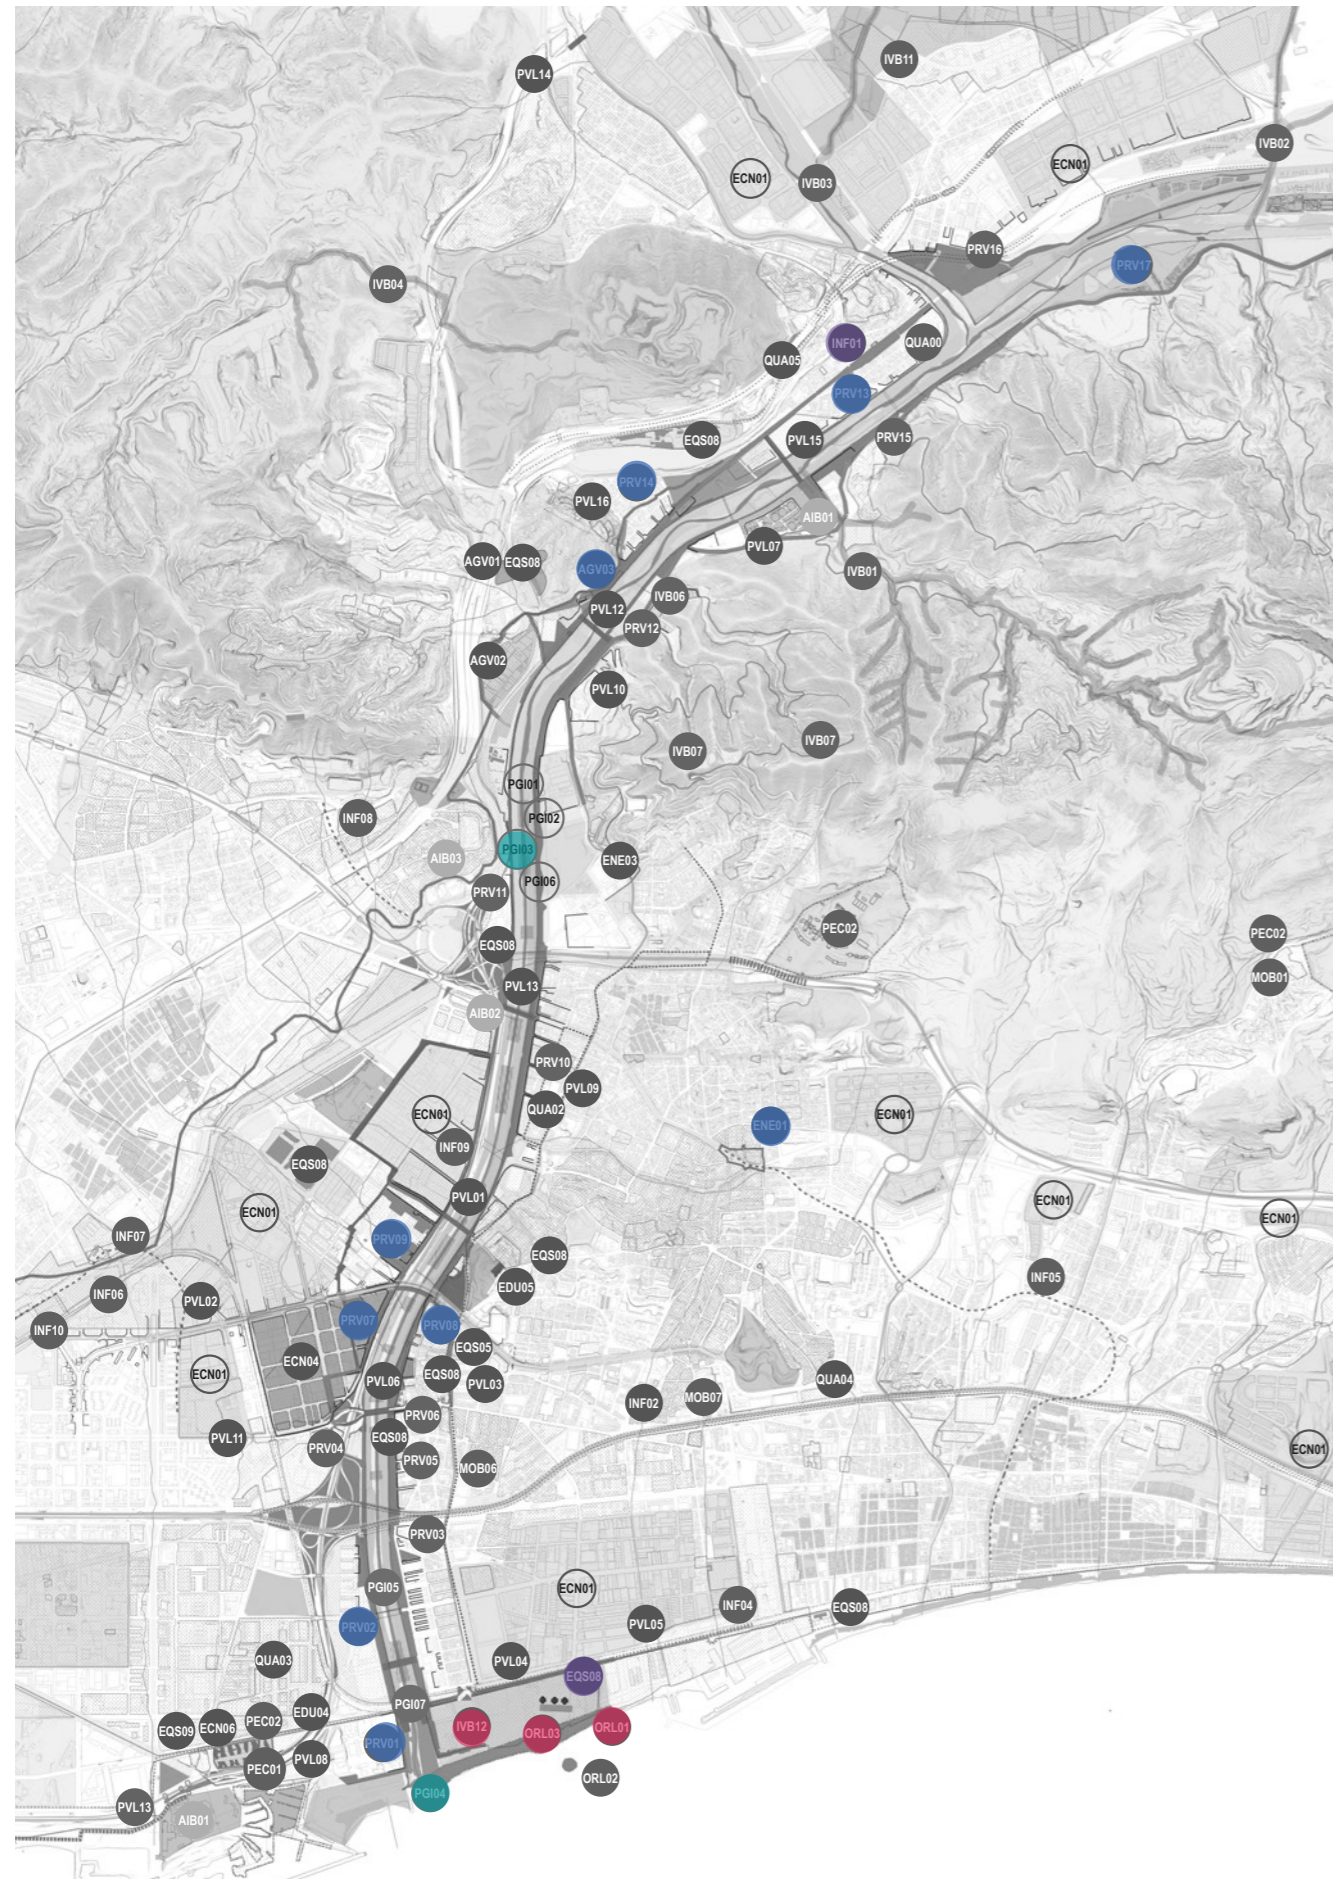 PVL14
IVB11
IVB02
ECN01
ECN01
IVB03
PRV16
PRV17
IVB04
INF01
QUA00
QUA05
PRV13
EQS08
PVL15
PRV15
PRV14
PVL16
AIB01
PVL07
AGV01
EQS08
AGV03
IVB01
IVB06
PVL12
PRV12
AGV02
PVL10
IVB07
IVB07
PGI01
PGI02
INF08
PGI03
AIB03
ENE03
PGI06
PRV11
PEC02
PEC02
EQS08
MOB01
PVL13
AIB02
PRV10
PVL09
QUA02
ECN01
ECN01
ENE01
INF09
EQS08
PVL01
ECN01
ECN01
ECN01
INF07
PRV09
EQS08
EDU05
INF05
INF06
PVL02
INF10
PRV07
PRV08
EQS05
ECN04
ECN01
EQS08
PVL06
PVL03
QUA04
MOB07
INF02
PRV06
PVL11
EQS08
PRV04
ECN01
PRV05
MOB06
PRV03
PGI05
ECN01
INF04
EQS08
PVL05
PRV02
QUA03
PVL04
EQS08
PGI07
EDU04
PEC02
ECN06
EQS09
IVB12
ORL03
ORL01
PRV01
PVL08
PEC01
ORL02
PGI04
PVL13
AIB01